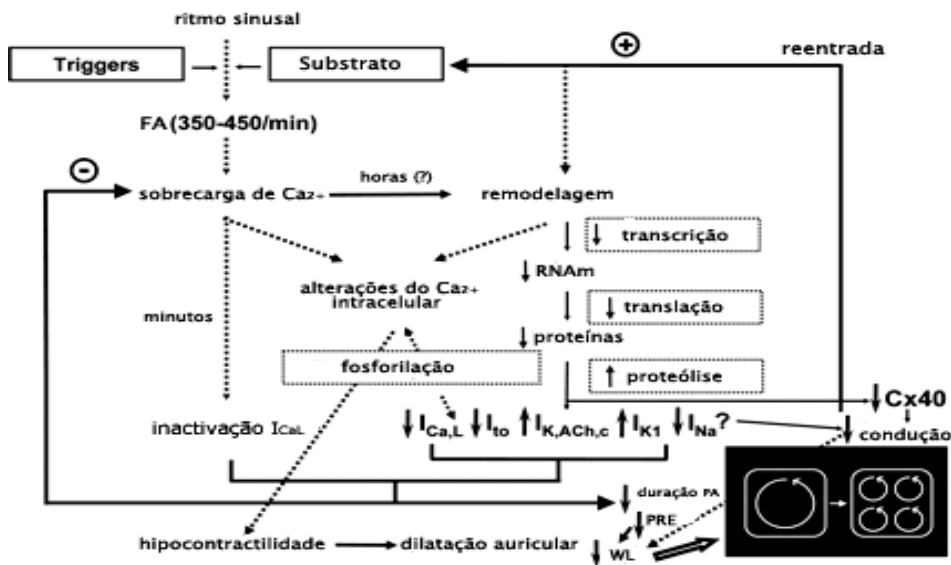 ritmo sinusal
Triggers
Substrato
+
reentrada
FA (350-450/min)
-
sobrecarga de Ca2+
horas (?)
remodelagem
↓ transcrição
↓ RNAm
alterações do Ca2+
intracelular
minutos
↓ translação
↓ proteínas
fosforilação
↑ proteólise
↓ Cx40
inactivação ICaL
↓ ICa,L ↓ Ito ↑ IK,ACh,c ↑ IK1 ↓ INa ?
↓ condução
↓ duração PA
↓ PRE
hipocontractilidade
dilatação auricular
↓ WL